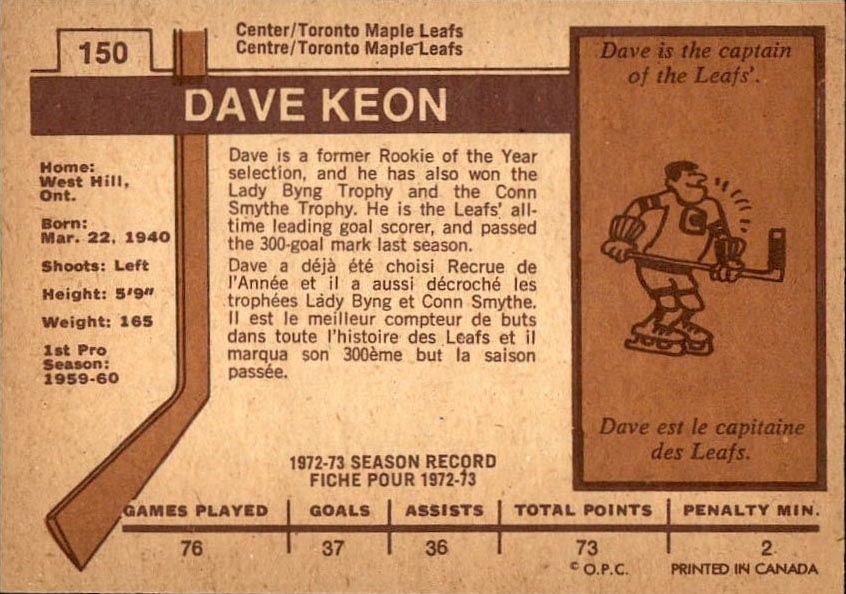 150
Center/Toronto Maple Leafs
Centre/Toronto Maple Leafs
DAVE KEON
Home:
West Hill,
Ont.
Born:
Mar. 22, 1940
Shoots: Left
Height: 5'9"
Weight: 165
1st Pro
Season:
1959-60
Dave is a former Rookie of the Year
selection, and he has also won the
Lady Byng Trophy and the Conn
Smythe Trophy. He is the Leafs' all-
time leading goal scorer, and passed
the 300-goal mark last season.
Dave a déjà été choisi Recrue de
l'Année et il a aussi décroché les
trophées Lády Byng et Conn Smythe.
Il est le meilleur compteur de buts
dans toute l'histoire des Leafs et il
marqua son 300ème but la saison
passée.
Dave is the captain
of the Leafs'.
C
Dave est le capitaine
des Leafs.
1972-73 SEASON RECORD
FICHE POUR 1972-73
GAMES PLAYED GOALS ASSISTS TOTAL POINTS PENALTY MIN.
76 37 36 73 2
© O.P.C. PRINTED IN CANADA